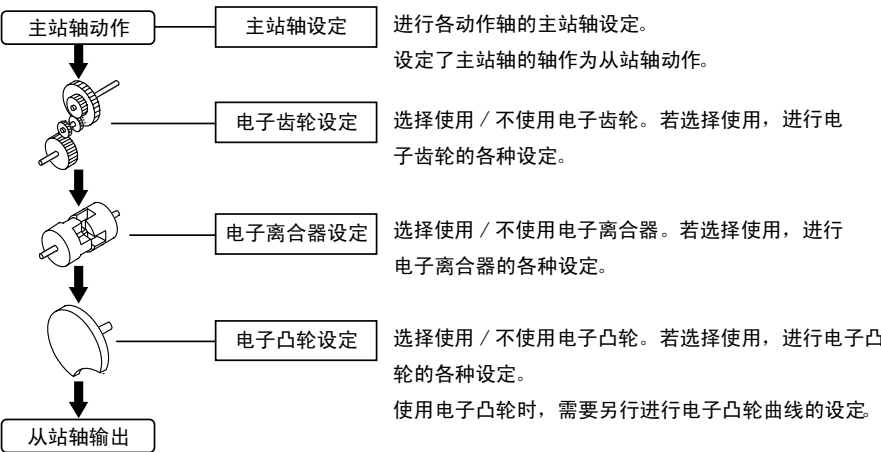 主站轴动作
主站轴设定
进行各动作轴的主站轴设定。
设定了主站轴的轴作为从站轴动作。
电子齿轮设定
选择使用/不使用电子齿轮。若选择使用，进行电
子齿轮的各种设定。
电子离合器设定
选择使用/不使用电子离合器。若选择使用，进行
电子离合器的各种设定。
电子凸轮设定
选择使用/不使用电子凸轮。若选择使用，进行电子凸
轮的各种设定。
使用电子凸轮时，需要另行进行电子凸轮曲线的设定。
从站轴输出